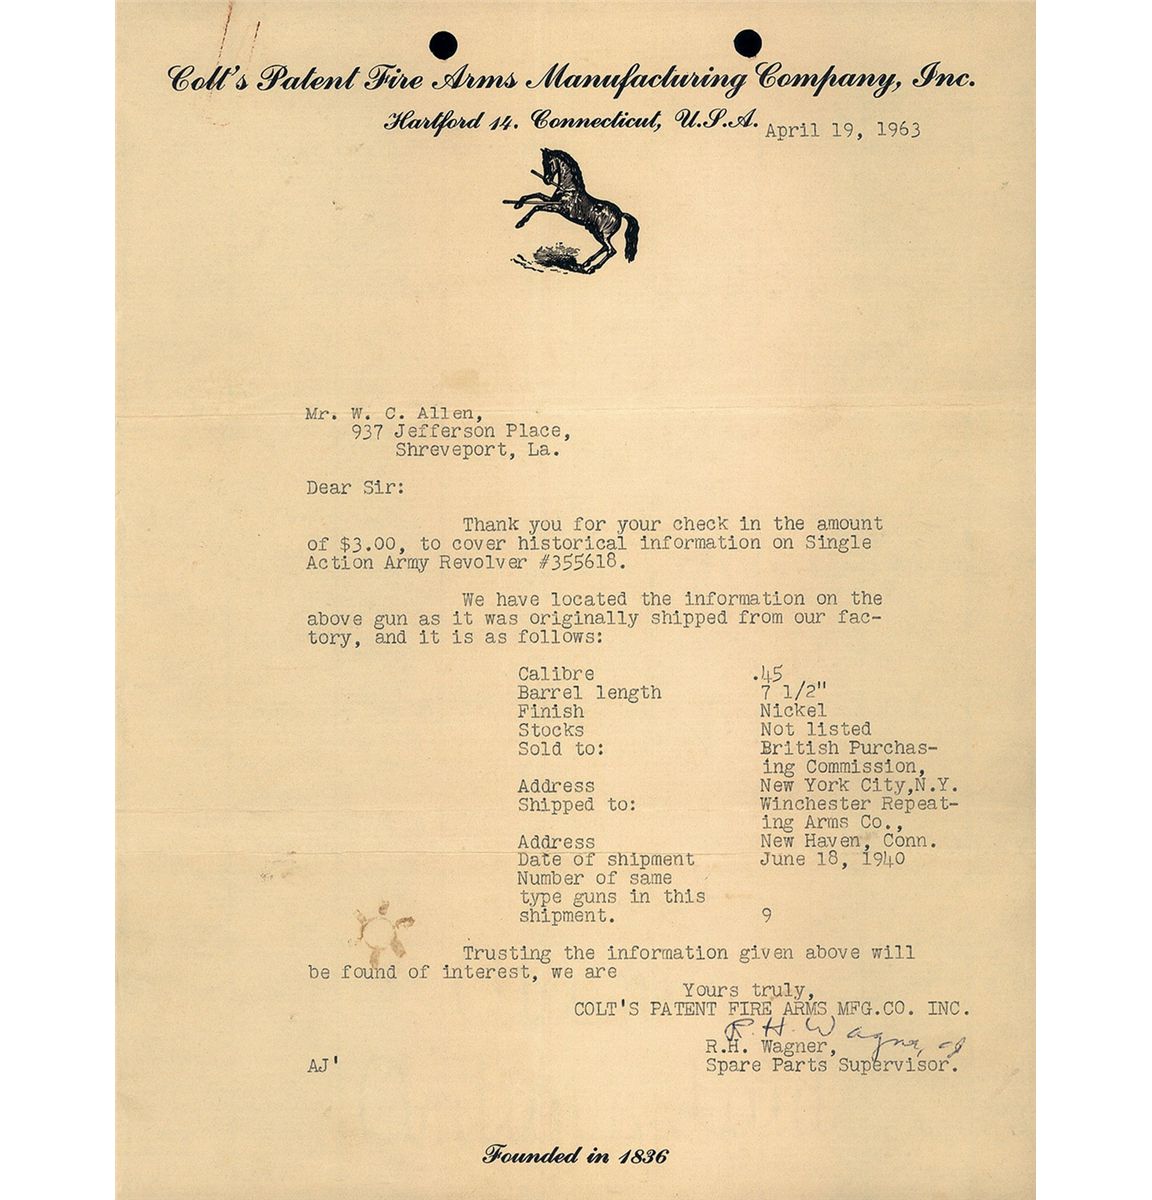 Colt's Patent Fire Arms Manufacturing Company, Inc.
Hartford 14. Connecticut, U.S.A.
April 19, 1963
Mr. W. C. Allen,
937 Jefferson Place,
Shreveport, La.
Dear Sir:
Thank you for your check in the amount
of $3.00, to cover historical information on Single
Action Army Revolver #355618.
We have located the information on the
above gun as it was originally shipped from our fac-
tory, and it is as follows:
Calibre .45
Barrel length 7 1/2"
Finish Nickel
Stocks Not listed
Sold to: British Purchas-
ing Commission,
Address New York City,N.Y.
Shipped to: Winchester Repeat-
ing Arms Co.,
Address New Haven, Conn.
Date of shipment June 18, 1940
Number of same
type guns in this
shipment. 9
Trusting the information given above will
be found of interest, we are
Yours truly,
COLT'S PATENT FIRE ARMS MFG.CO. INC.
R. H. Wagner, aj
R.H. Wagner,
AJ' Spare Parts Supervisor.
Founded in 1836